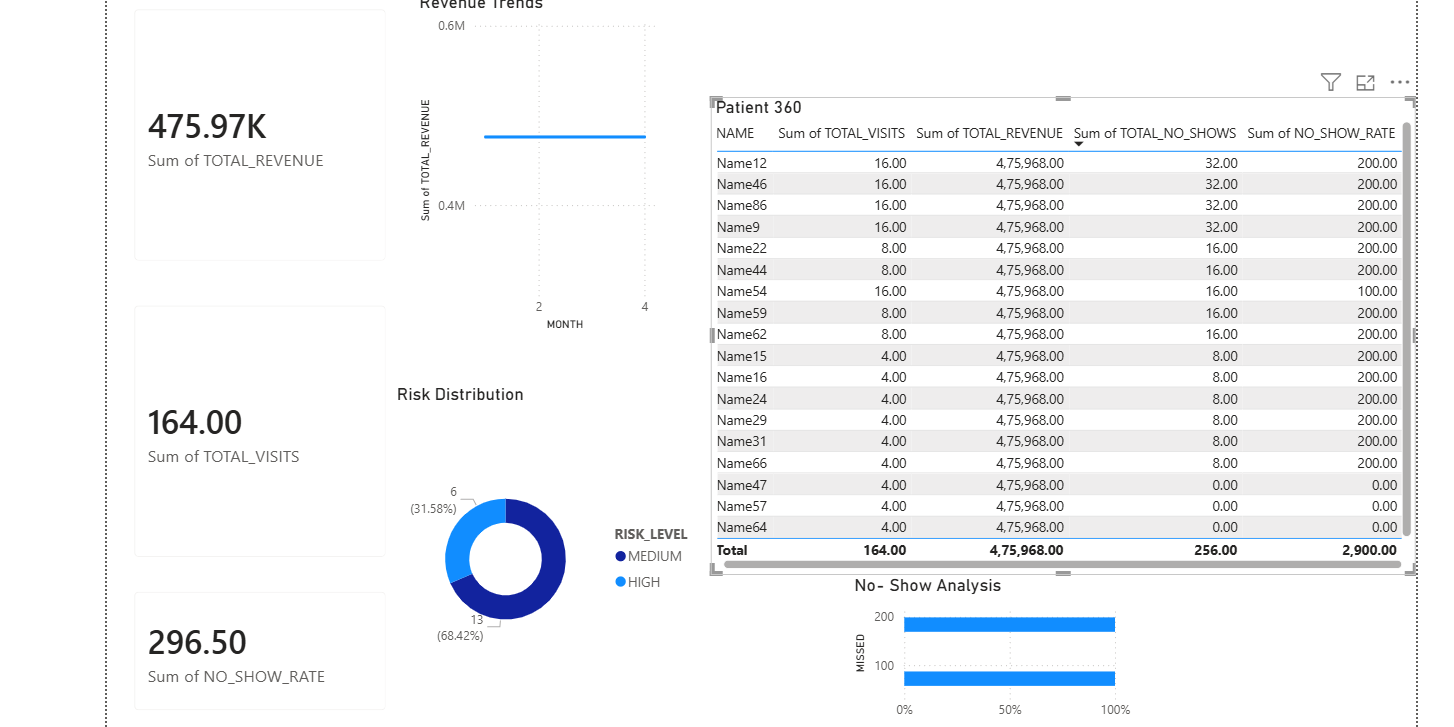 Revenue Trends
0.6M
0.4M
Sum of TOTAL_REVENUE
2 4
MONTH
475.97K
Sum of TOTAL_REVENUE
164.00
Sum of TOTAL_VISITS
296.50
Sum of NO_SHOW_RATE
Risk Distribution
6
(31.58%)
13
(68.42%)
RISK_LEVEL
MEDIUM
HIGH
Patient 360
NAME Sum of TOTAL_VISITS Sum of TOTAL_REVENUE Sum of TOTAL_NO_SHOWS Sum of NO_SHOW_RATE
Name12 16.00 4,75,968.00 32.00 200.00
Name46 16.00 4,75,968.00 32.00 200.00
Name86 16.00 4,75,968.00 32.00 200.00
Name9 16.00 4,75,968.00 32.00 200.00
Name22 8.00 4,75,968.00 16.00 200.00
Name44 8.00 4,75,968.00 16.00 200.00
Name54 16.00 4,75,968.00 16.00 100.00
Name59 8.00 4,75,968.00 16.00 200.00
Name62 8.00 4,75,968.00 16.00 200.00
Name15 4.00 4,75,968.00 8.00 200.00
Name16 4.00 4,75,968.00 8.00 200.00
Name24 4.00 4,75,968.00 8.00 200.00
Name29 4.00 4,75,968.00 8.00 200.00
Name31 4.00 4,75,968.00 8.00 200.00
Name66 4.00 4,75,968.00 8.00 200.00
Name47 4.00 4,75,968.00 0.00 0.00
Name57 4.00 4,75,968.00 0.00 0.00
Name64 4.00 4,75,968.00 0.00 0.00
Total 164.00 4,75,968.00 256.00 2,900.00
No- Show Analysis
200
100
MISSED
0% 50% 100%